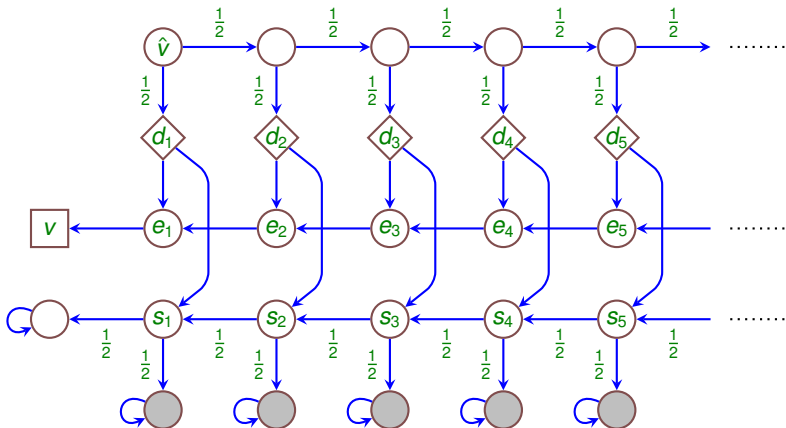 1/2 1/2 1/2 1/2 1/2
v̂ ........
1/2 1/2 1/2 1/2 1/2
d₁ d₂ d₃ d₄ d₅
v e₁ e₂ e₃ e₄ e₅ ........
s₁ s₂ s₃ s₄ s₅ ........
1/2 1/2 1/2 1/2 1/2 1/2
1/2 1/2 1/2 1/2 1/2